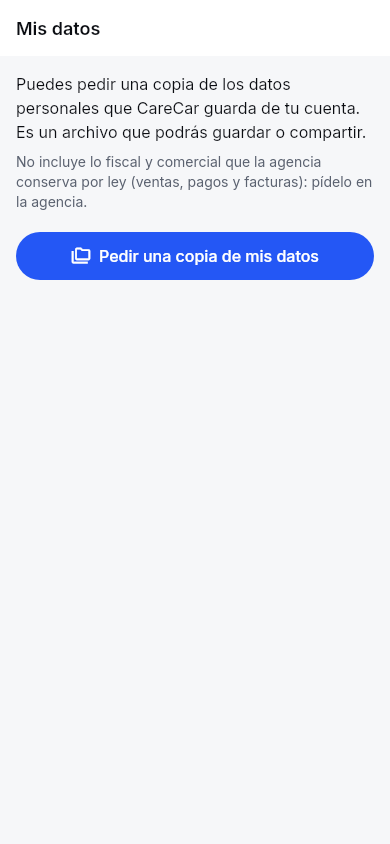 Mis datos
Puedes pedir una copia de los datos
personales que CareCar guarda de tu cuenta.
Es un archivo que podrás guardar o compartir.
No incluye lo fiscal y comercial que la agencia
conserva por ley (ventas, pagos y facturas): pídelo en
la agencia.
Pedir una copia de mis datos